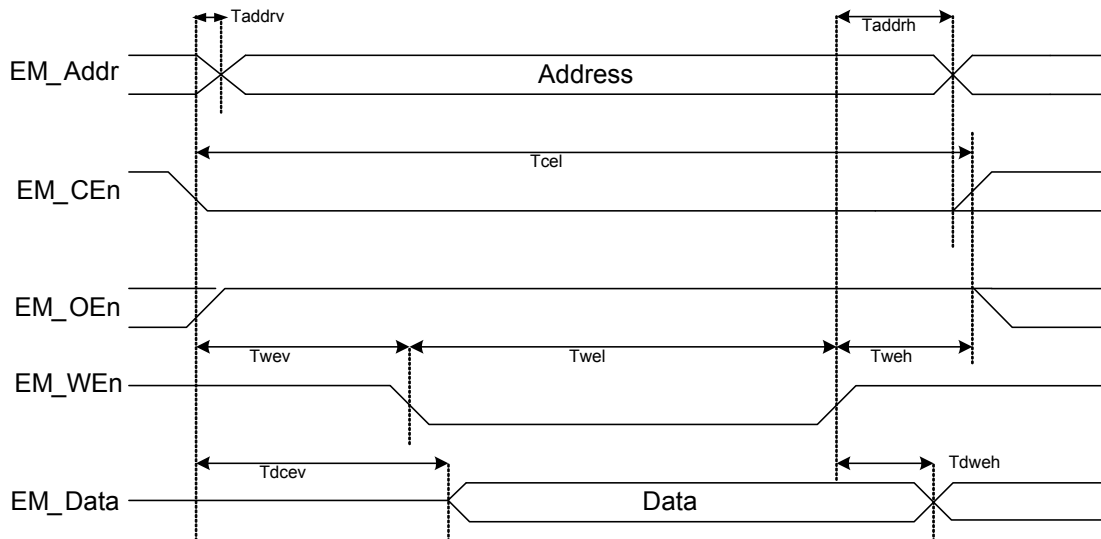 Taddrv
Taddrh
EM_Addr
Address
Tcel
EM_CEn
EM_OEn
Twev
Twel
Tweh
EM_WEn
Tdcev
Tdweh
EM_Data
Data